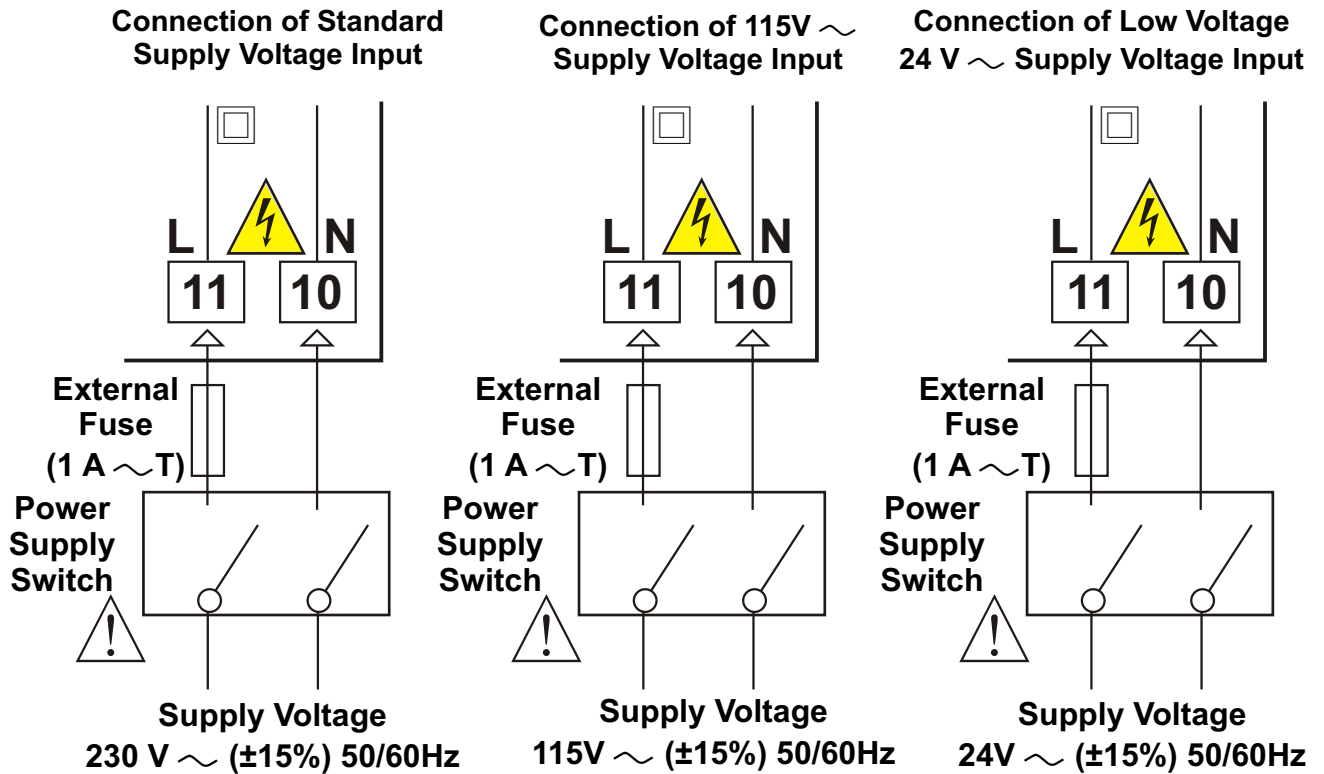 Connection of Standard
Supply Voltage Input
L
N
11
10
External
Fuse
(1 A ~ T)
Power
Supply
Switch
Supply Voltage
230 V ~ (±15%) 50/60Hz
Connection of 115V ~
Supply Voltage Input
L
N
11
10
External
Fuse
(1 A ~ T)
Power
Supply
Switch
Supply Voltage
115V ~ (±15%) 50/60Hz
Connection of Low Voltage
24 V ~ Supply Voltage Input
L
N
11
10
External
Fuse
(1 A ~ T)
Power
Supply
Switch
Supply Voltage
24V ~ (±15%) 50/60Hz